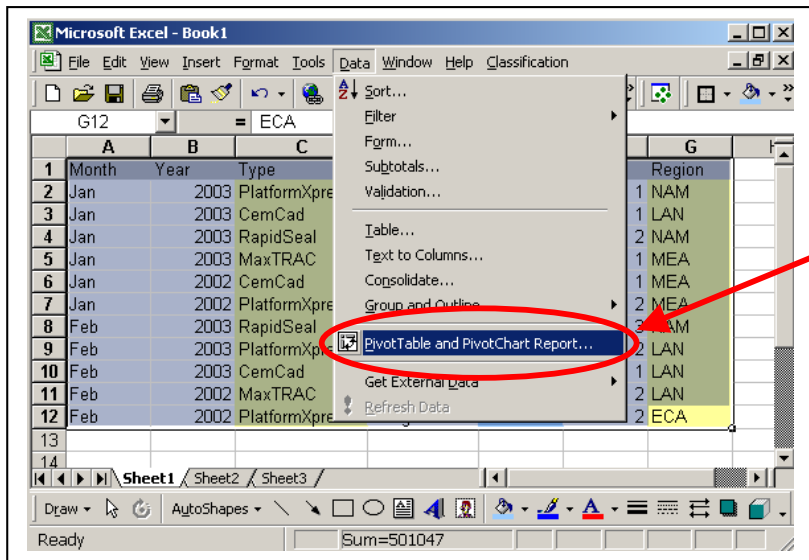 Microsoft Excel - Book1
File Edit View Insert Format Tools Data Window Help Classification
G12 = ECA
Sort...
Filter
Form...
Subtotals...
Validation...
Table...
Text to Columns...
Consolidate...
Group and Outline
PivotTable and PivotChart Report...
Get External Data
Refresh Data
A B C G
1 Month Year Type Region
2 Jan 2003 PlatformXpre 1 NAM
3 Jan 2003 CemCad 1 LAN
4 Jan 2003 RapidSeal 2 NAM
5 Jan 2003 MaxTRAC 1 MEA
6 Jan 2002 CemCad 1 MEA
7 Jan 2002 PlatformXpre 2 MEA
8 Feb 2003 RapidSeal NAM
9 Feb 2003 PlatformXpre 2 LAN
10 Feb 2003 CemCad 1 LAN
11 Feb 2002 MaxTRAC 2 LAN
12 Feb 2002 PlatformXpre 2 ECA
13
14
Sheet1 Sheet2 Sheet3
Draw AutoShapes
Ready Sum=501047